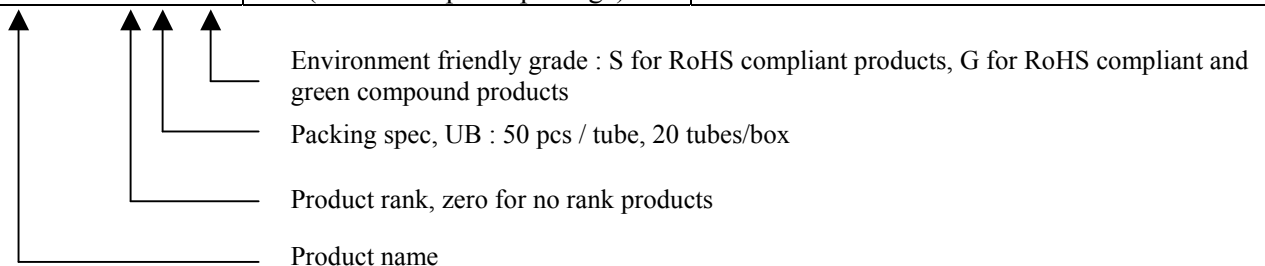 Environment friendly grade : S for RoHS compliant products, G for RoHS compliant and
green compound products
Packing spec, UB : 50 pcs / tube, 20 tubes/box
Product rank, zero for no rank products
Product name